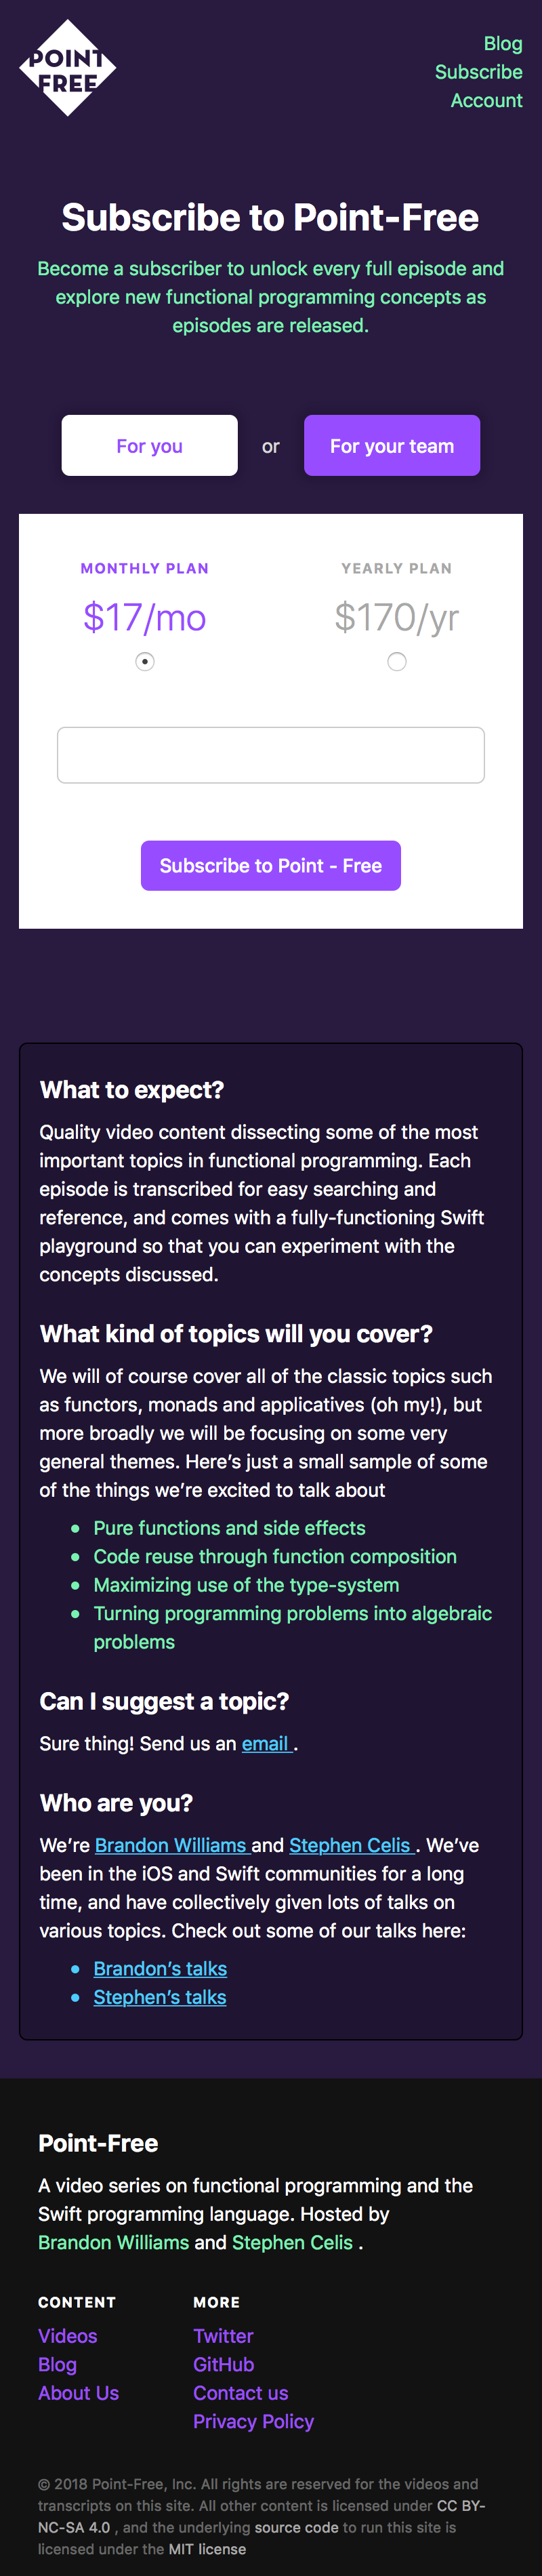 POINT
FREE
Blog
Subscribe
Account
Subscribe to Point-Free
Become a subscriber to unlock every full episode and
explore new functional programming concepts as
episodes are released.
For you
or
For your team
MONTHLY PLAN
$17/mo
YEARLY PLAN
$170/yr
Subscribe to Point - Free
What to expect?
Quality video content dissecting some of the most
important topics in functional programming. Each
episode is transcribed for easy searching and
reference, and comes with a fully-functioning Swift
playground so that you can experiment with the
concepts discussed.
What kind of topics will you cover?
We will of course cover all of the classic topics such
as functors, monads and applicatives (oh my!), but
more broadly we will be focusing on some very
general themes. Here’s just a small sample of some
of the things we’re excited to talk about
• Pure functions and side effects
• Code reuse through function composition
• Maximizing use of the type-system
• Turning programming problems into algebraic
problems
Can I suggest a topic?
Sure thing! Send us an email .
Who are you?
We’re Brandon Williams and Stephen Celis . We’ve
been in the iOS and Swift communities for a long
time, and have collectively given lots of talks on
various topics. Check out some of our talks here:
• Brandon’s talks
• Stephen’s talks
Point-Free
A video series on functional programming and the
Swift programming language. Hosted by
Brandon Williams and Stephen Celis .
CONTENT
Videos
Blog
About Us
MORE
Twitter
GitHub
Contact us
Privacy Policy
© 2018 Point-Free, Inc. All rights are reserved for the videos and
transcripts on this site. All other content is licensed under CC BY-
NC-SA 4.0 , and the underlying source code to run this site is
licensed under the MIT license